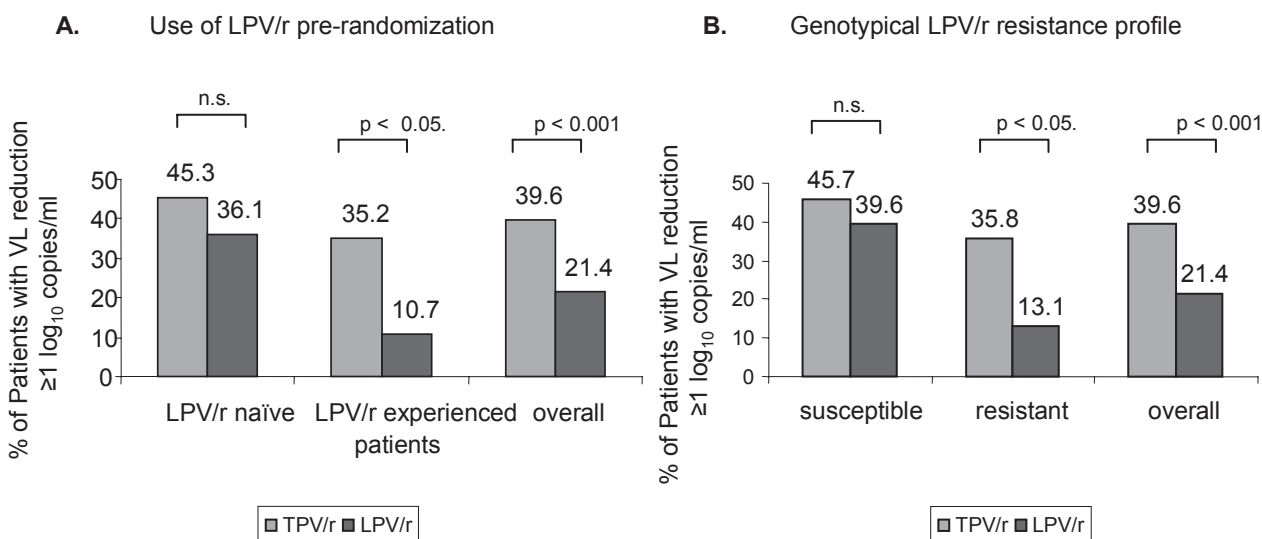 A. Use of LPV/r pre-randomization
n.s.
p < 0.05.
p < 0.001
% of Patients with VL reduction
≥1 log10 copies/ml
50
40
30
20
10
0
45.3
36.1
35.2
10.7
39.6
21.4
LPV/r naïve
LPV/r experienced
patients
overall
TPV/r LPV/r
B. Genotypical LPV/r resistance profile
n.s.
p < 0.05.
p < 0.001
% of Patients with VL reduction
≥1 log10 copies/ml
50
40
30
20
10
0
45.7
39.6
35.8
13.1
39.6
21.4
susceptible
resistant
overall
TPV/r LPV/r